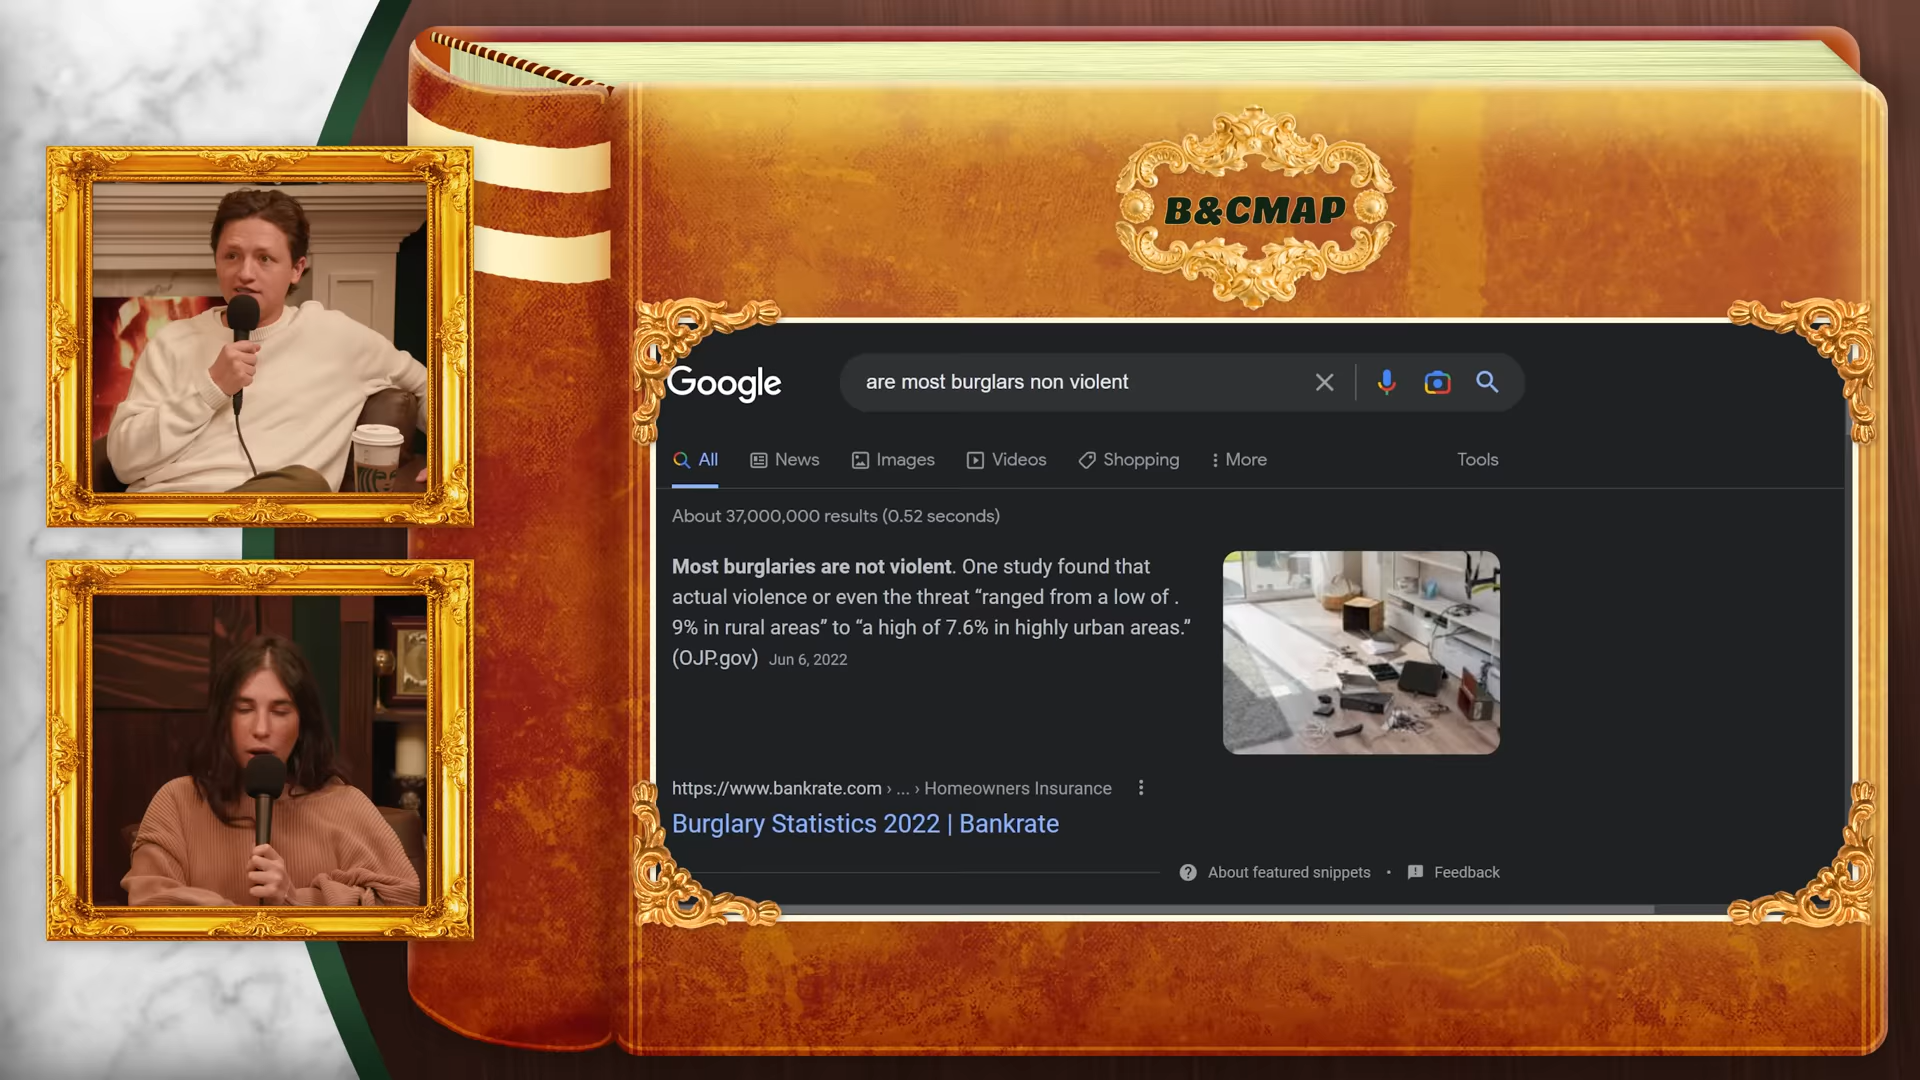 B&CMAP
Google
are most burglars non violent
All
News
Images
Videos
Shopping
More
Tools
About 37,000,000 results (0.52 seconds)
Most burglaries are not violent. One study found that
actual violence or even the threat “ranged from a low of .
9% in rural areas” to “a high of 7.6% in highly urban areas.”
(OJP.gov) Jun 6, 2022
https://www.bankrate.com › ... › Homeowners Insurance
Burglary Statistics 2022 | Bankrate
About featured snippets • Feedback